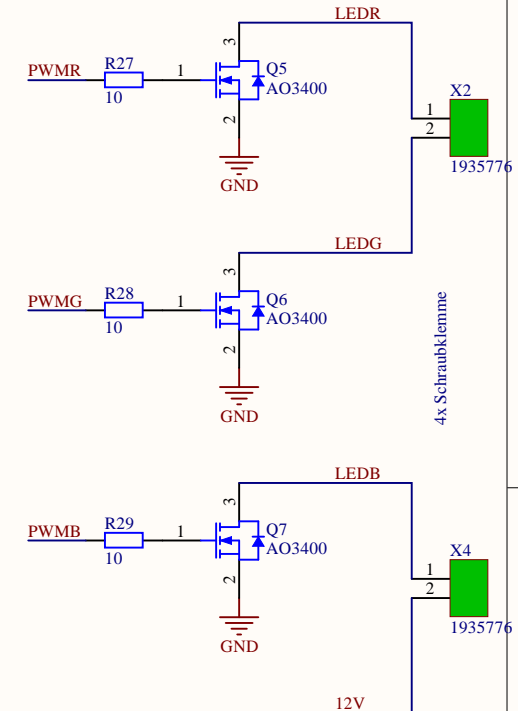 LEDR
3
PWMR
R27
10
1
Q5
AO3400
2
GND
X2
1
2
1935776
LEDG
3
PWMG
R28
10
1
Q6
AO3400
2
GND
4x Schraubklemme
LEDB
3
PWMB
R29
10
1
Q7
AO3400
2
GND
X4
1
2
1935776
12V